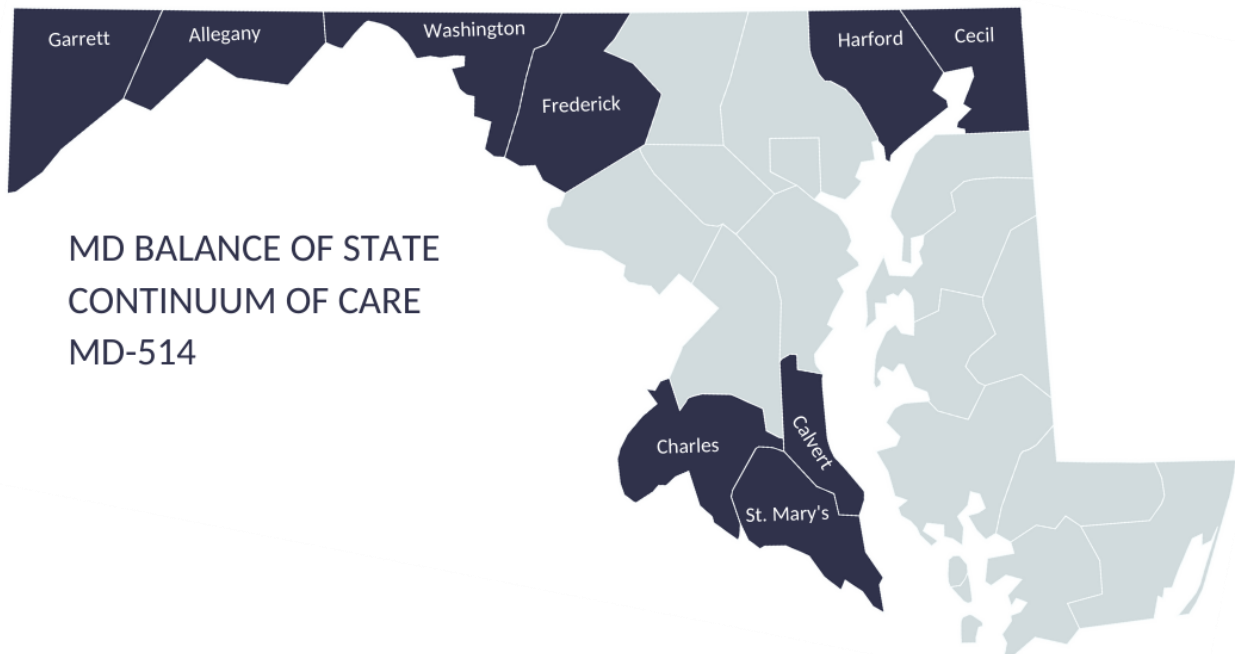 Garrett
Allegany
Washington
Frederick
Harford
Cecil
MD BALANCE OF STATE
CONTINUUM OF CARE
MD-514
Charles
Calvert
St. Mary's